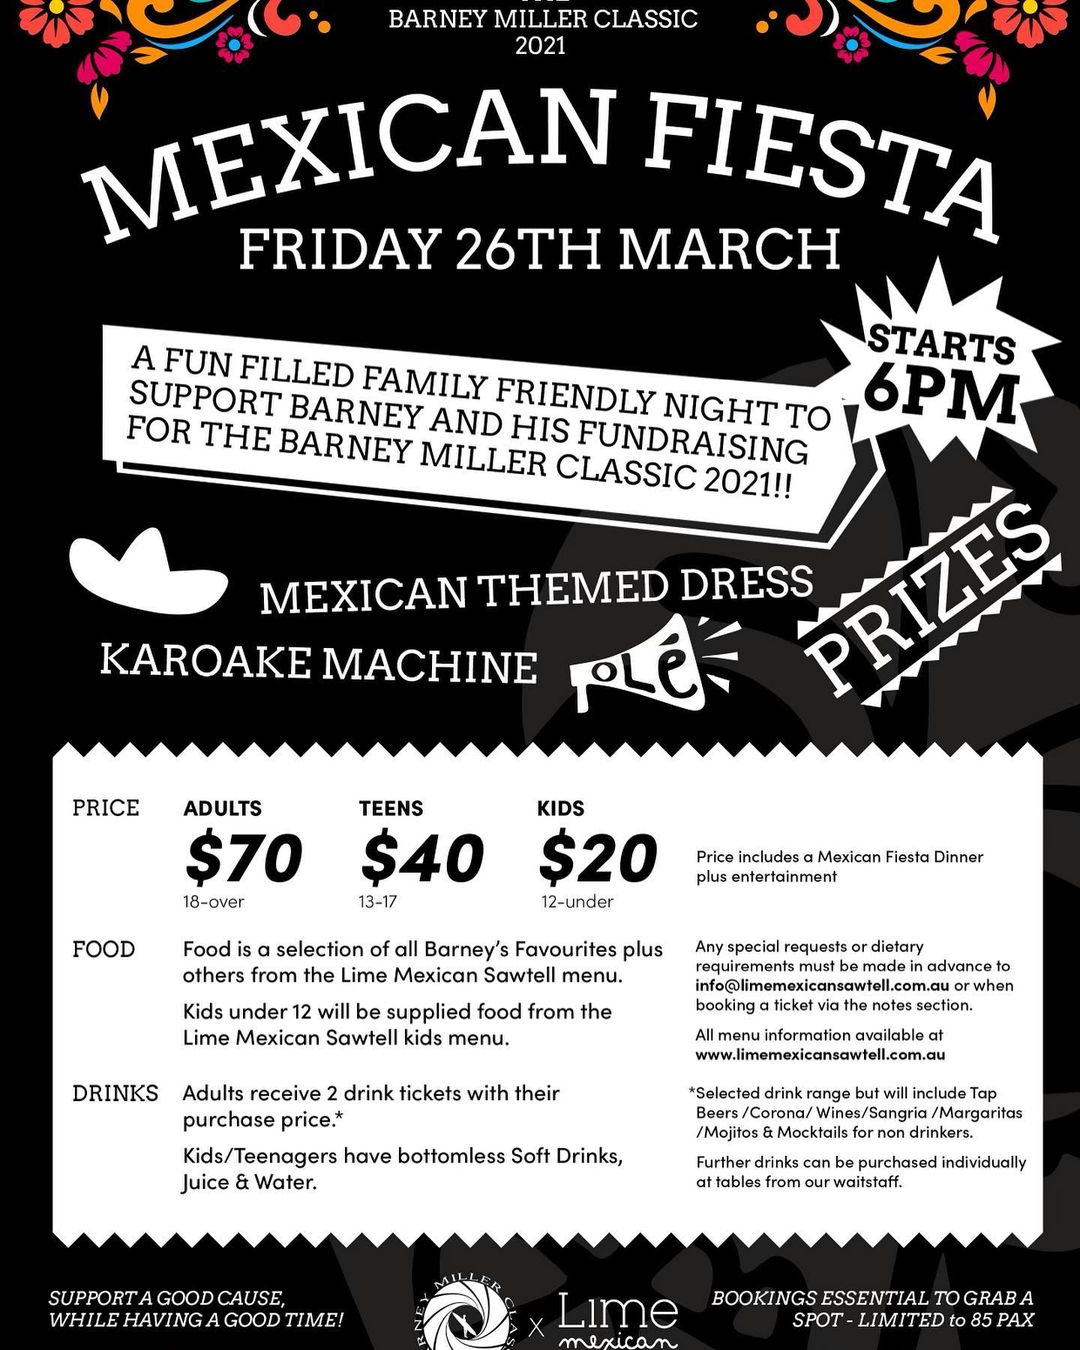 BARNEY MILLER CLASSIC
2021
MEXICAN FIESTA
FRIDAY 26TH MARCH
STARTS
6PM
A FUN FILLED FAMILY FRIENDLY NIGHT TO
SUPPORT BARNEY AND HIS FUNDRAISING
FOR THE BARNEY MILLER CLASSIC 2021!!
MEXICAN THEMED DRESS
PRIZES
KAROAKE MACHINE
OLÉ
PRICE
ADULTS
$70
18-over
TEENS
$40
13-17
KIDS
$20
12-under
Price includes a Mexican Fiesta Dinner
plus entertainment
FOOD
Food is a selection of all Barney's Favourites plus
others from the Lime Mexican Sawtell menu.
Kids under 12 will be supplied food from the
Lime Mexican Sawtell kids menu.
Any special requests or dietary
requirements must be made in advance to
info@limemexicansawtell.com.au or when
booking a ticket via the notes section.
All menu information available at
www.limemexicansawtell.com.au
DRINKS
Adults receive 2 drink tickets with their
purchase price.*
Kids/Teenagers have bottomless Soft Drinks,
Juice & Water.
*Selected drink range but will include Tap
Beers /Corona/ Wines/Sangria /Margaritas
/Mojitos & Mocktails for non drinkers.
Further drinks can be purchased individually
at tables from our waitstaff.
SUPPORT A GOOD CAUSE,
WHILE HAVING A GOOD TIME!
MILLER
X
Lime
mexican
BOOKINGS ESSENTIAL TO GRAB A
SPOT - LIMITED to 85 PAX